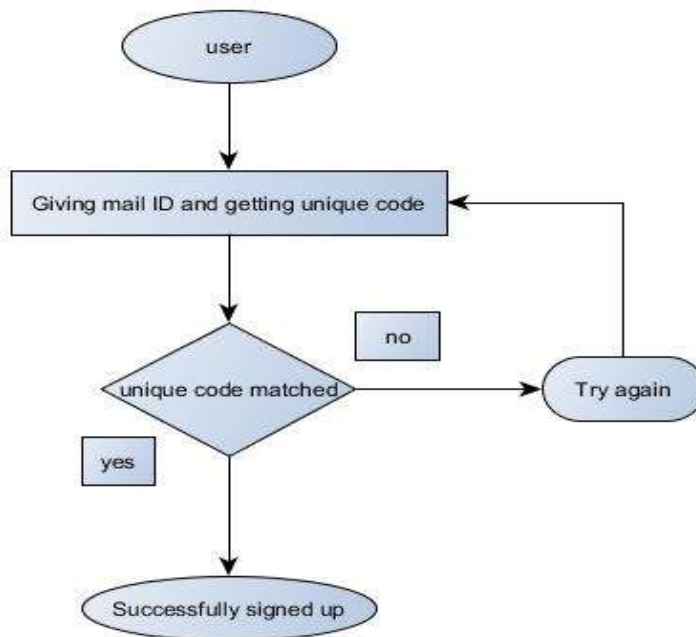 user
Giving mail ID and getting unique code
no
unique code matched
Try again
yes
Successfully signed up